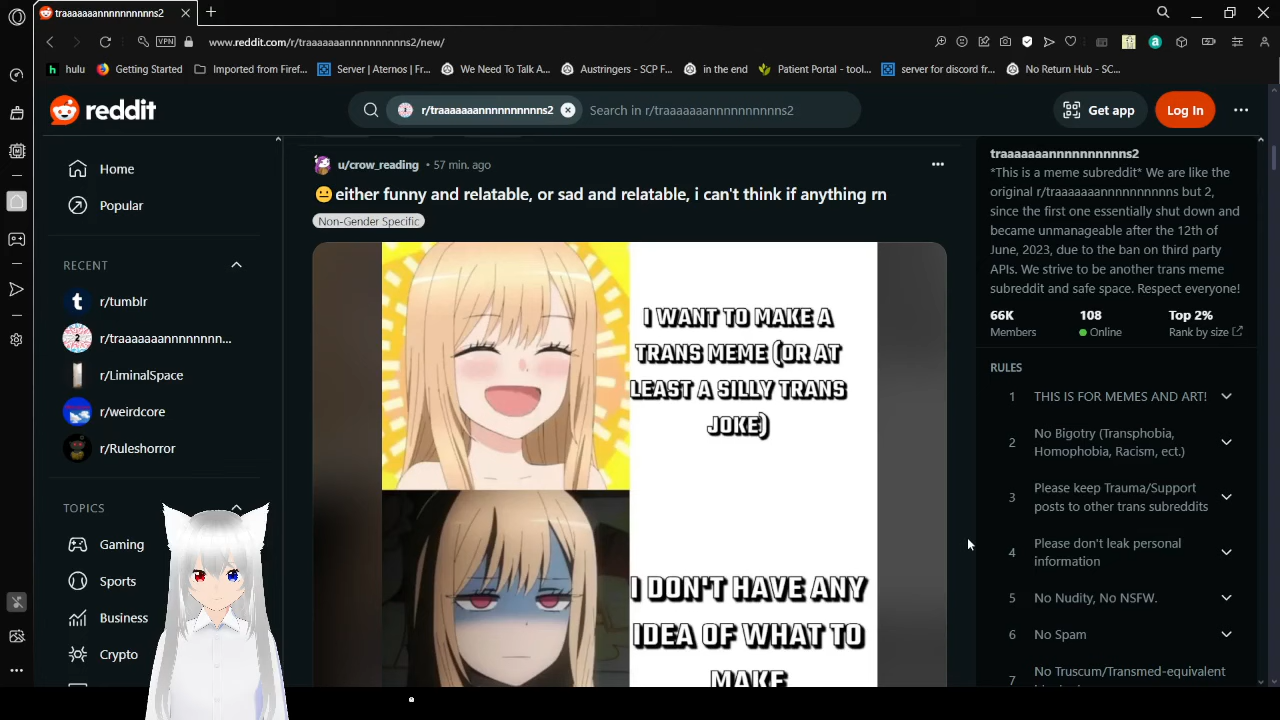 traaaaaaannnnnnnnnns2
VPN
www.reddit.com/r/traaaaaaannnnnnnnnns2/new/
hulu
Getting Started
Imported from Firef...
Server | Aternos | Fr...
We Need To Talk A...
Austringers - SCP F...
in the end
Patient Portal - tool...
server for discord fr...
No Return Hub - SC...
reddit
r/traaaaaaannnnnnnnnns2
Search in r/traaaaaaannnnnnnnnns2
Get app
Log In
Home
Popular
RECENT
r/tumblr
r/traaaaaaannnnnnnn...
r/LiminalSpace
r/weirdcore
r/Ruleshorror
TOPICS
Gaming
Sports
Business
Crypto
u/crow_reading • 57 min. ago
😐either funny and relatable, or sad and relatable, i can't think if anything rn
Non-Gender Specific
I WANT TO MAKE A
TRANS MEME (OR AT
LEAST A SILLY TRANS
JOKE)
I DON'T HAVE ANY
IDEA OF WHAT TO
MAKE
traaaaaaannnnnnnnnns2
*This is a meme subreddit* We are like the
original r/traaaaaaannnnnnnnnns but 2,
since the first one essentially shut down and
became unmanageable after the 12th of
June, 2023, due to the ban on third party
APIs. We strive to be another trans meme
subreddit and safe space. Respect everyone!
66K
Members
108
Online
Top 2%
Rank by size
RULES
1 THIS IS FOR MEMES AND ART!
2 No Bigotry (Transphobia,
Homophobia, Racism, ect.)
3 Please keep Trauma/Support
posts to other trans subreddits
4 Please don't leak personal
information
5 No Nudity, No NSFW.
6 No Spam
7 No Truscum/Transmed-equivalent